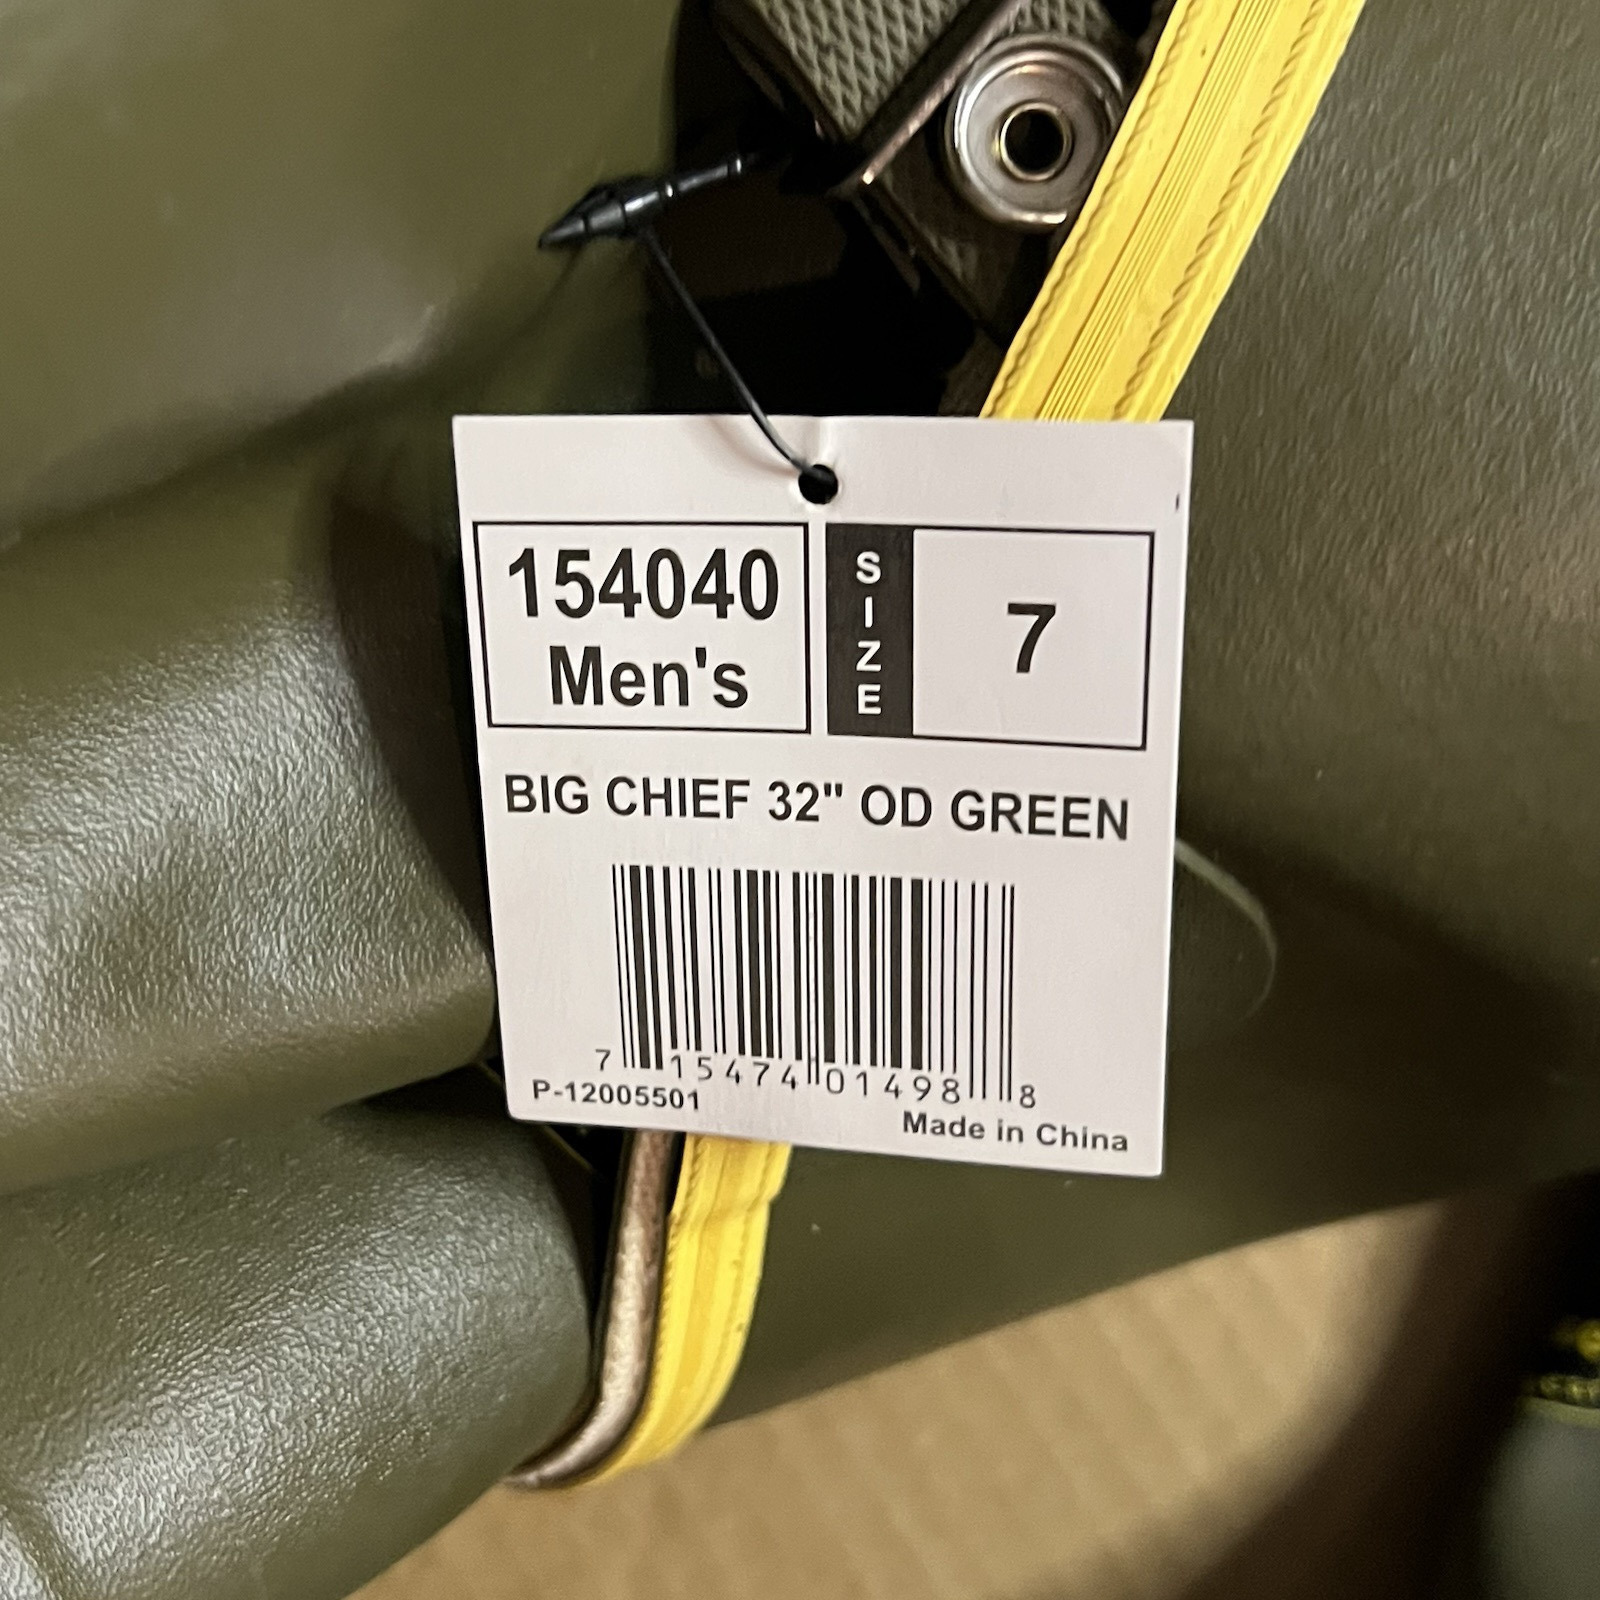 154040
Men's
SIZE
7
BIG CHIEF 32" OD GREEN
7 15474 01498 8
P-12005501
Made in China